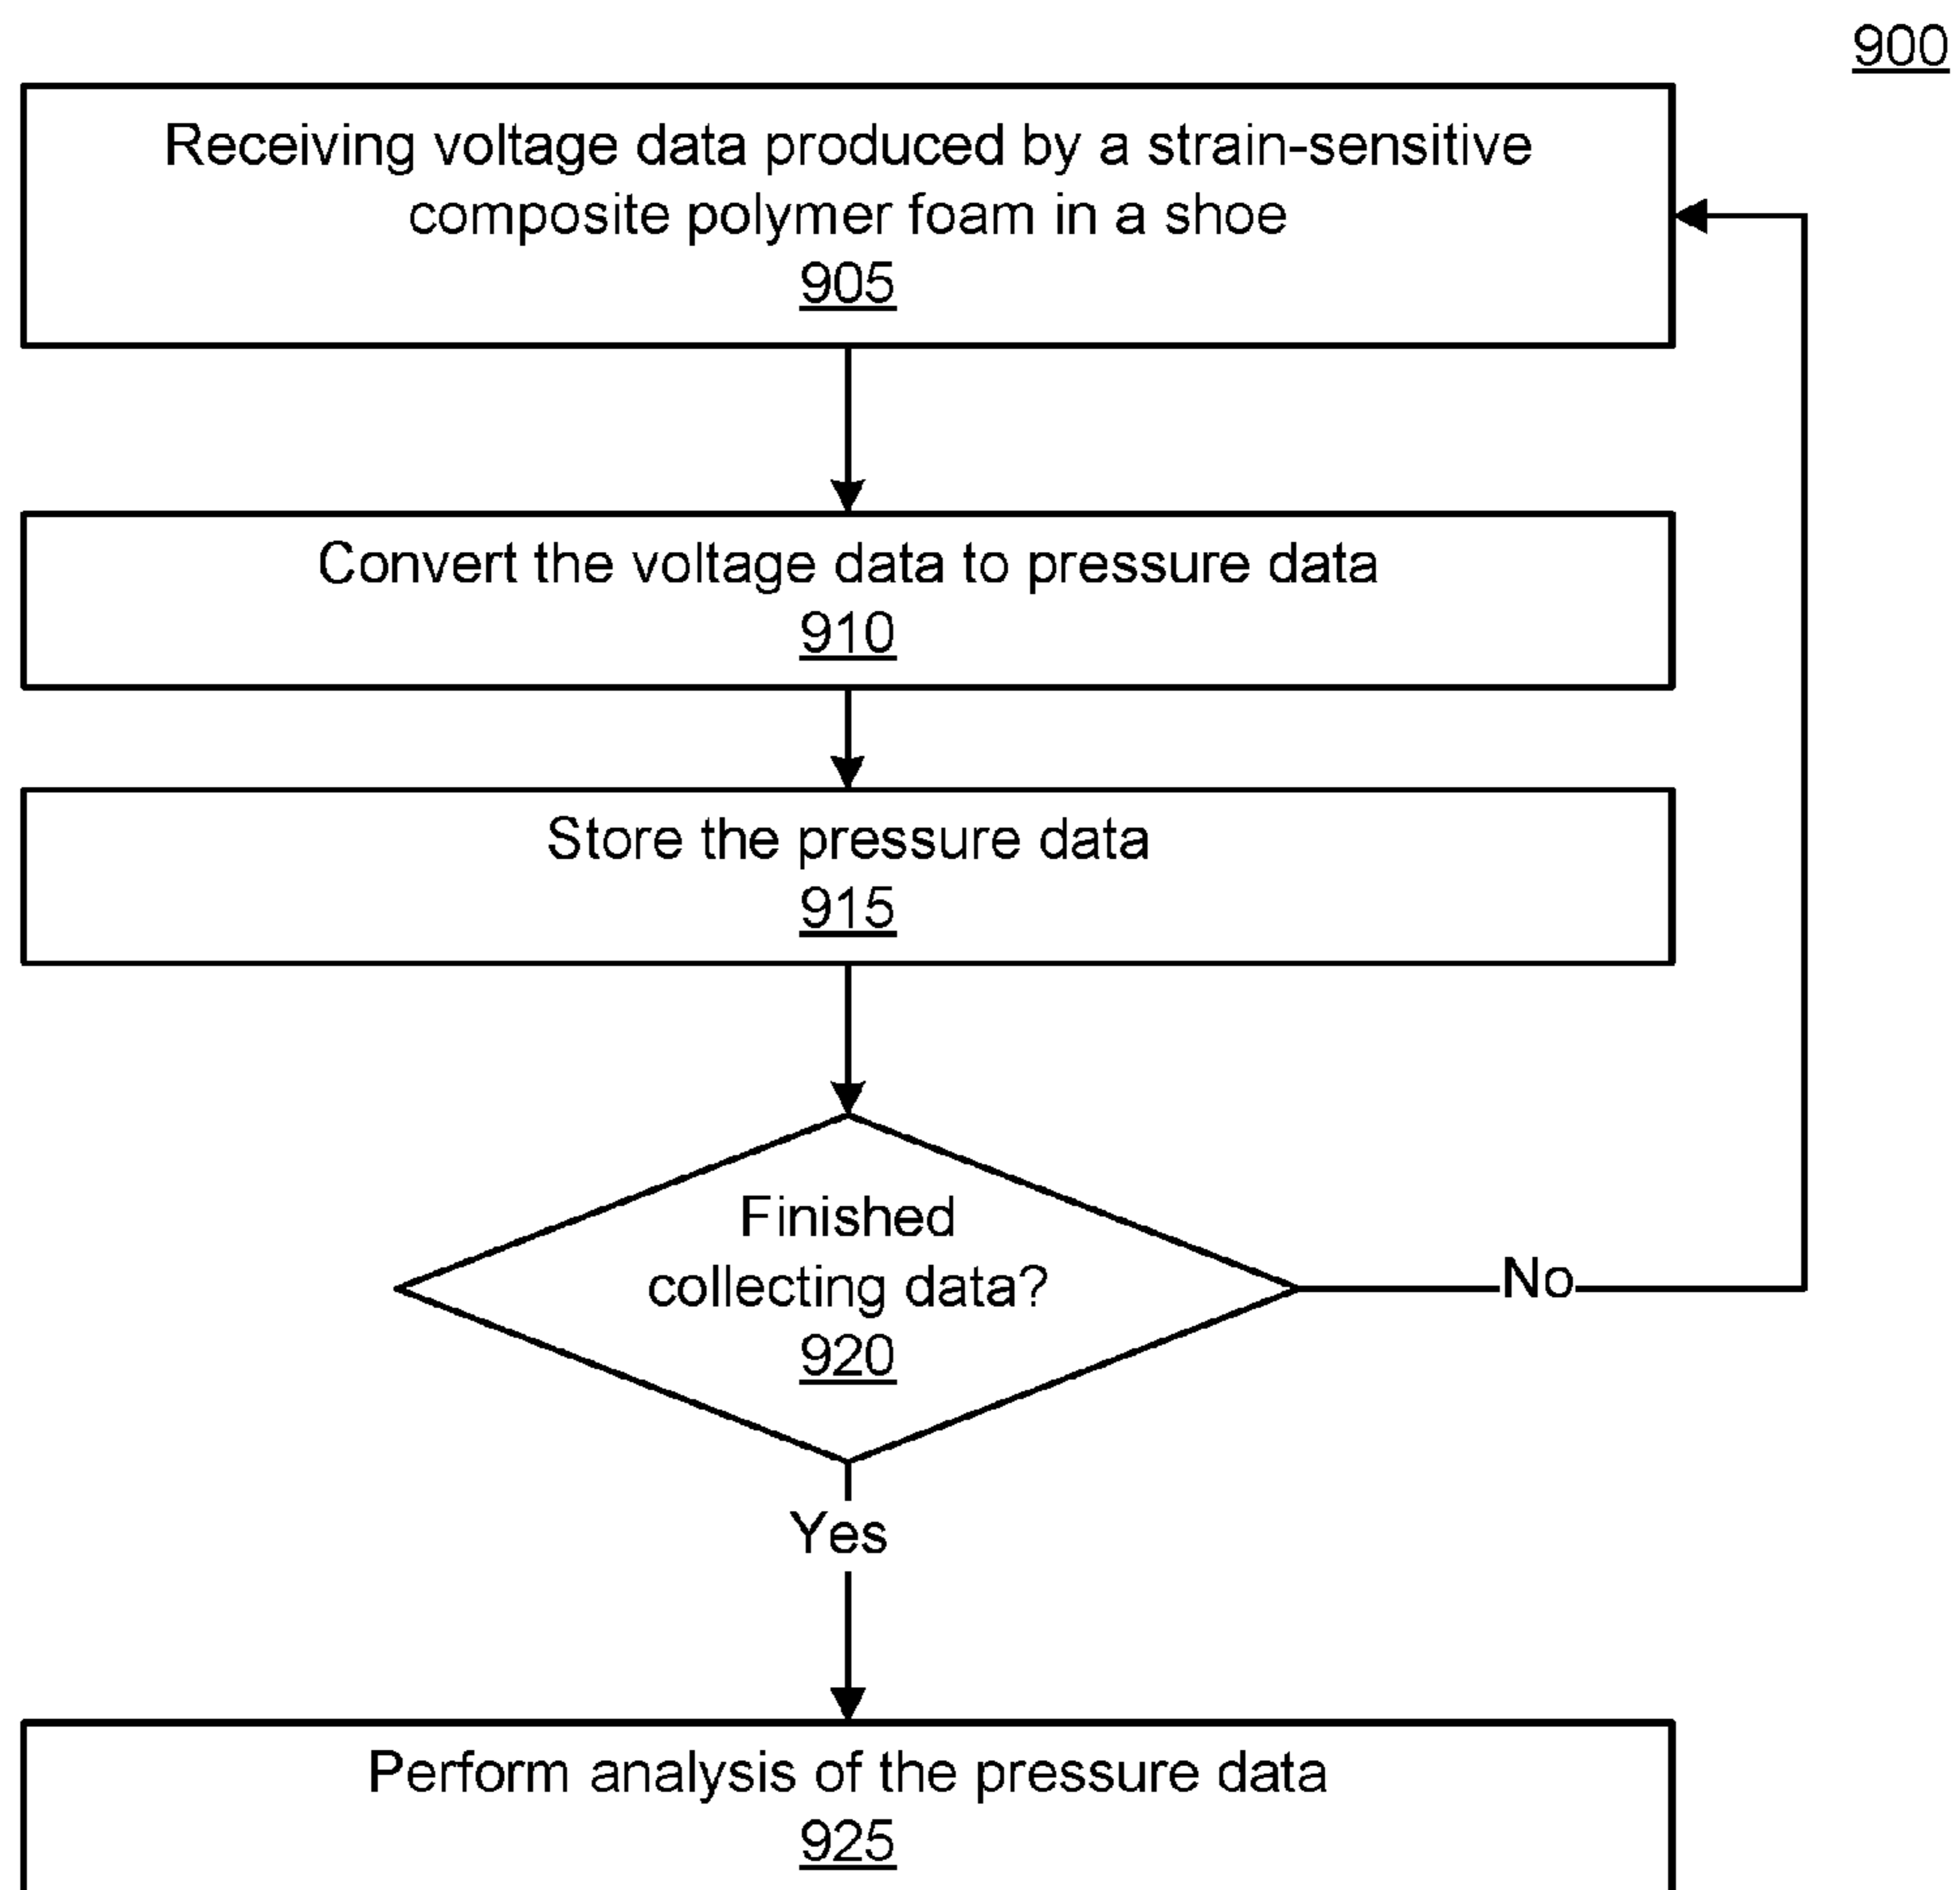 900
Receiving voltage data produced by a strain-sensitive
composite polymer foam in a shoe
905
Convert the voltage data to pressure data
910
Store the pressure data
915
Finished
collecting data?
920
No
Yes
Perform analysis of the pressure data
925